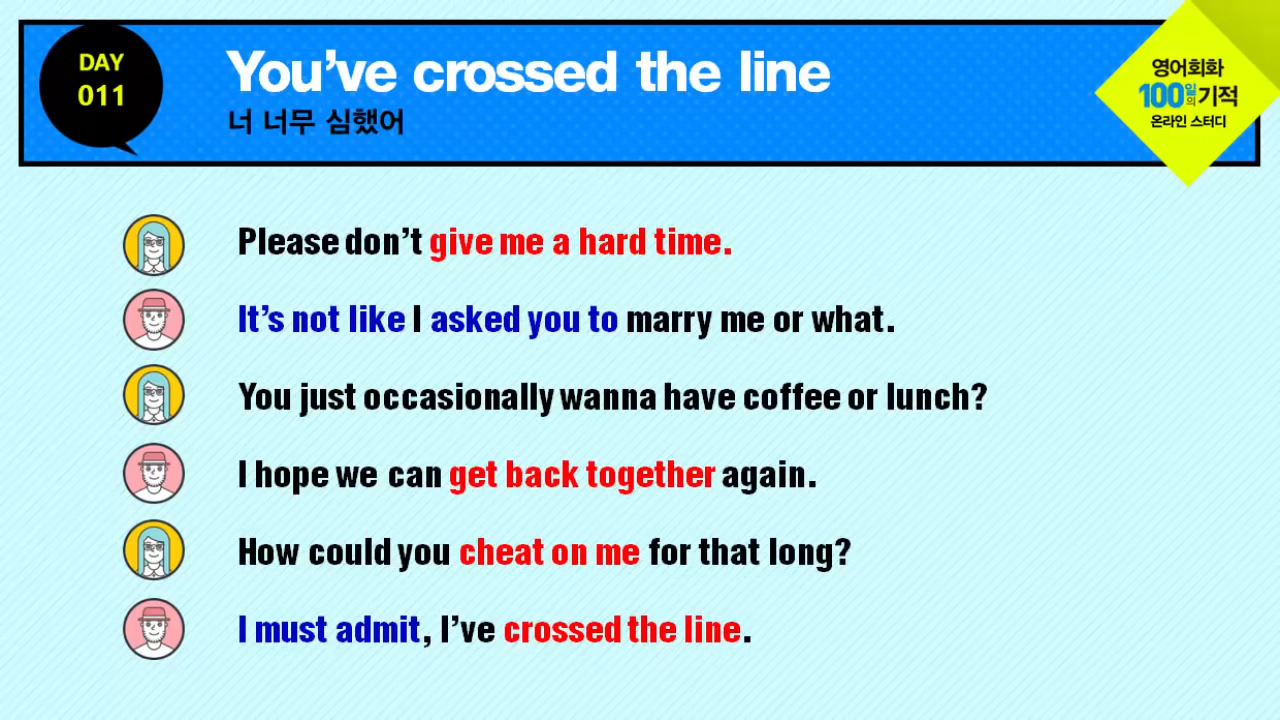 DAY
011
You've crossed the line
너 너무 심했어
영어회화
100일의 기적
온라인 스터디
Please don't give me a hard time.
It's not like I asked you to marry me or what.
You just occasionally wanna have coffee or lunch?
I hope we can get back together again.
How could you cheat on me for that long?
I must admit, I've crossed the line.